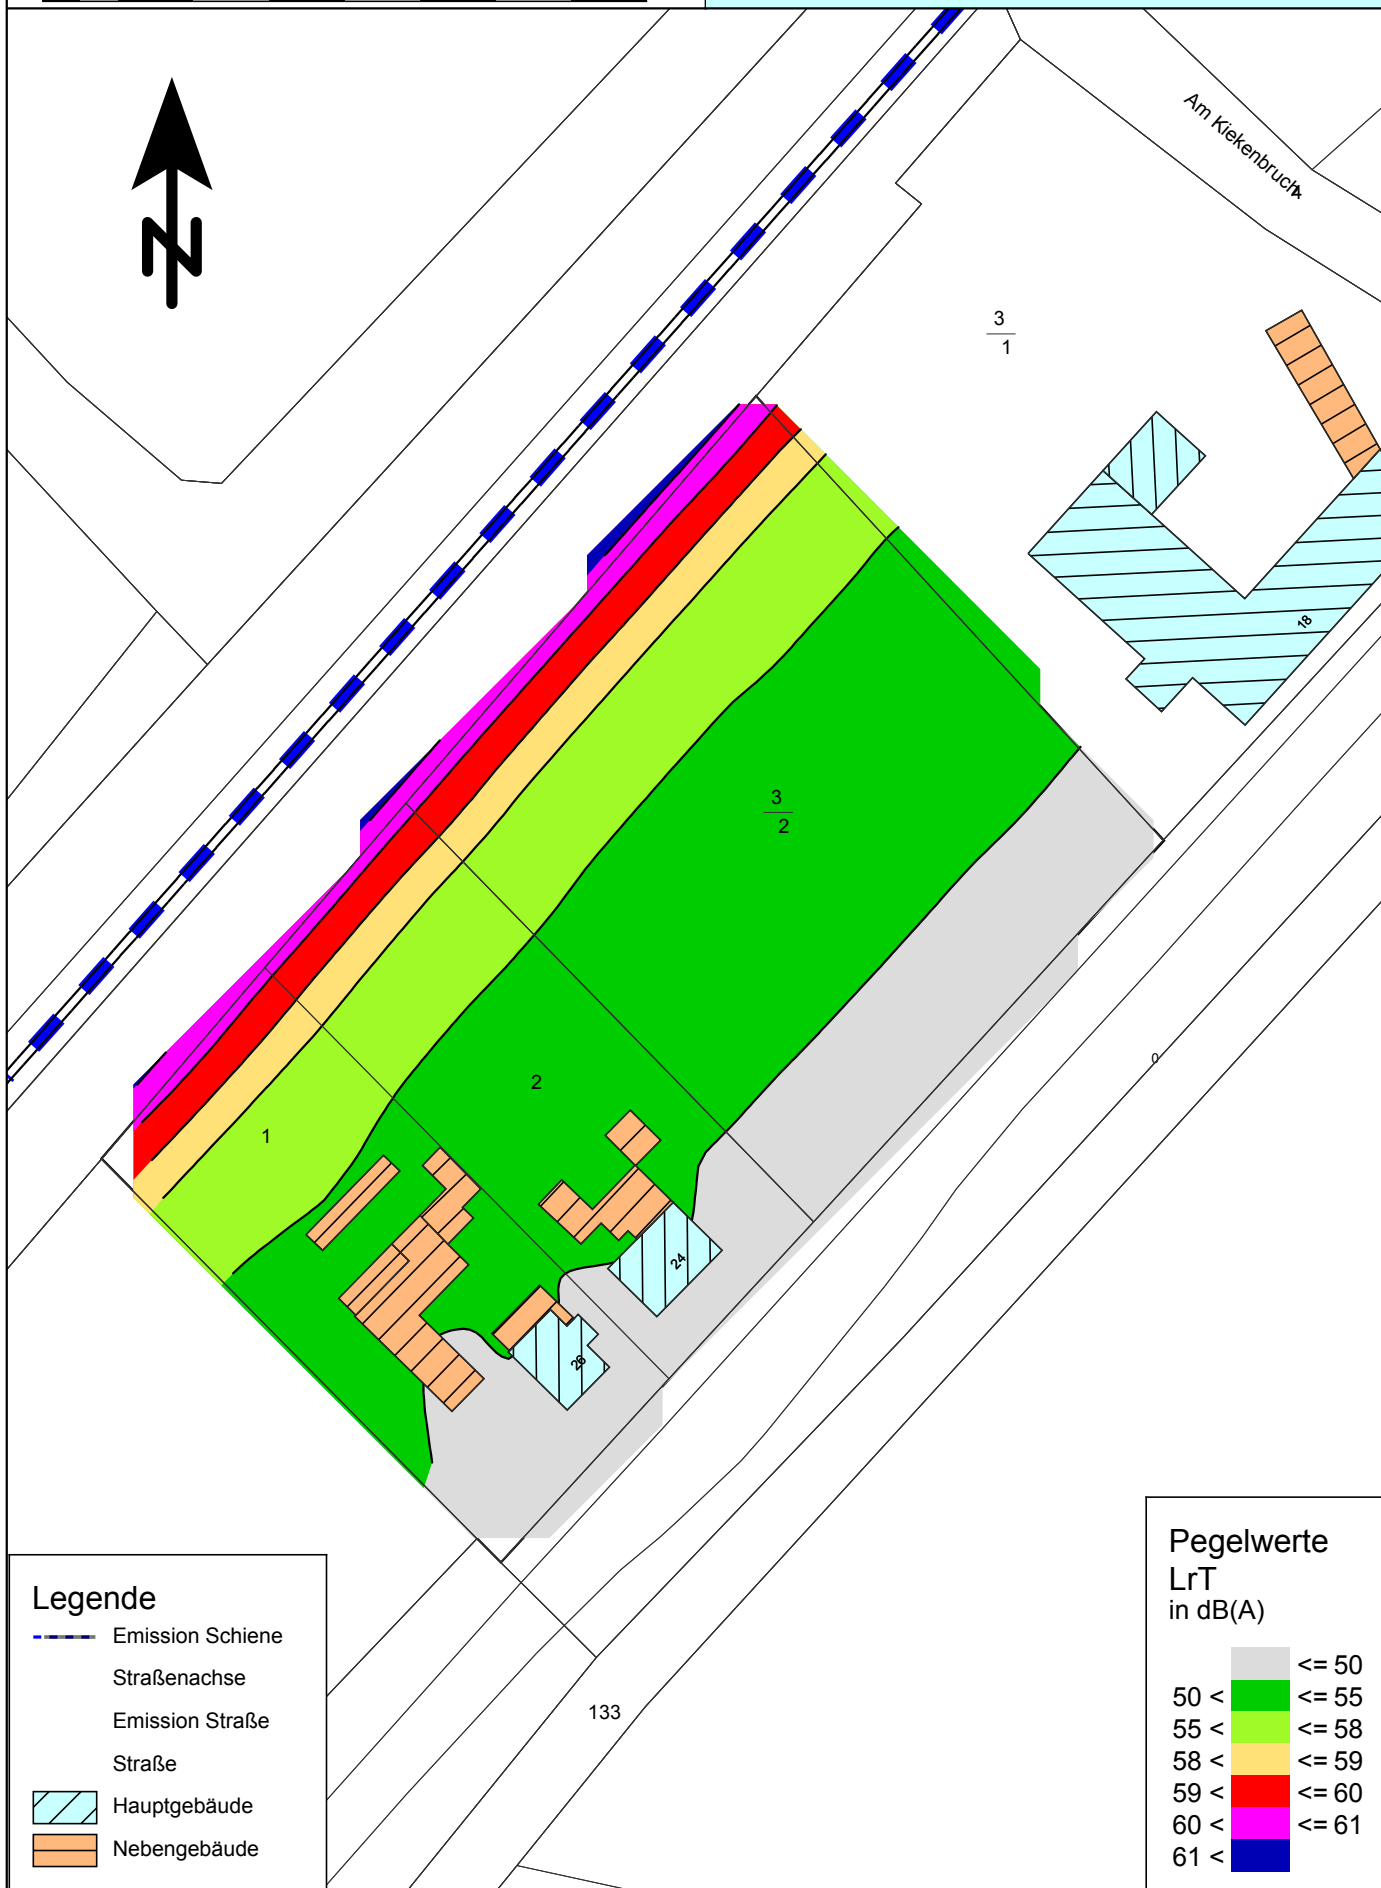 N
Am Kiekenbruch
3
1
18
3
2
0
2
1
24
26
133
Legende
Emission Schiene
Straßenachse
Emission Straße
Straße
Hauptgebäude
Nebengebäude
Pegelwerte
LrT
in dB(A)
<= 50
50 < <= 55
55 < <= 58
58 < <= 59
59 < <= 60
60 < <= 61
61 <